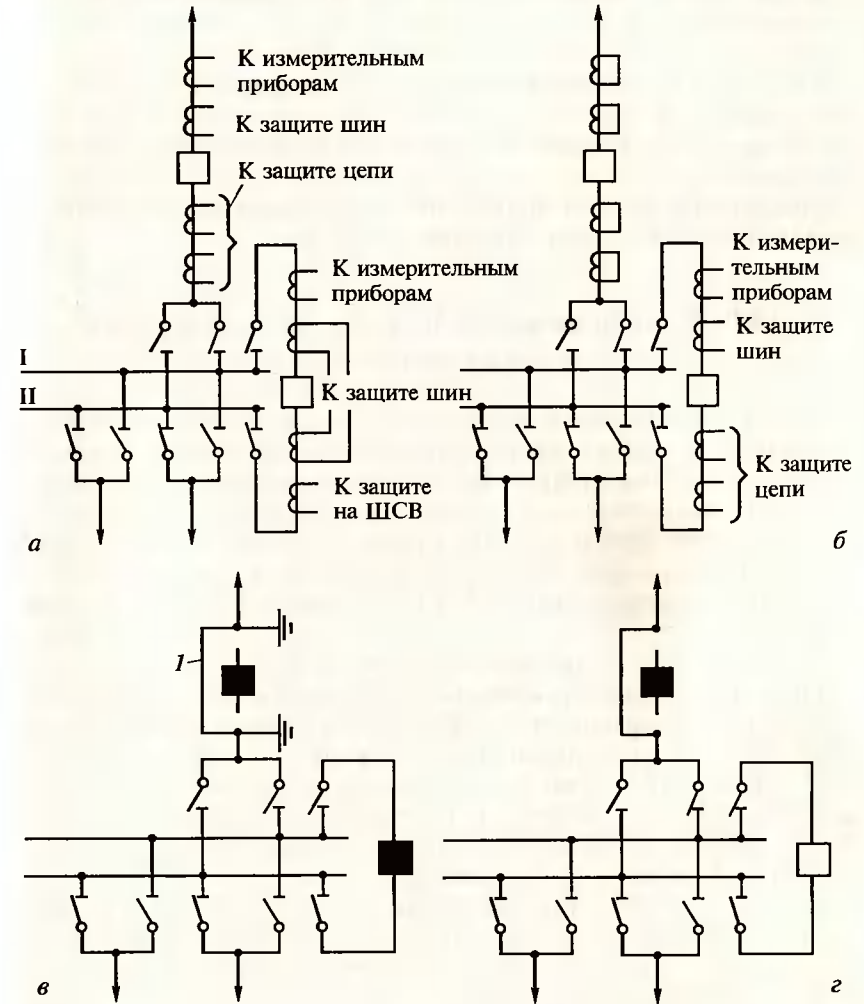 К измерительным
приборам
К защите шин
К защите цепи
К измерительным
приборам
I
II
К защите шин
К защите
на ШСВ
а
К измери-
тельным
приборам
К защите
шин
К защите
цепи
б
1
в
г